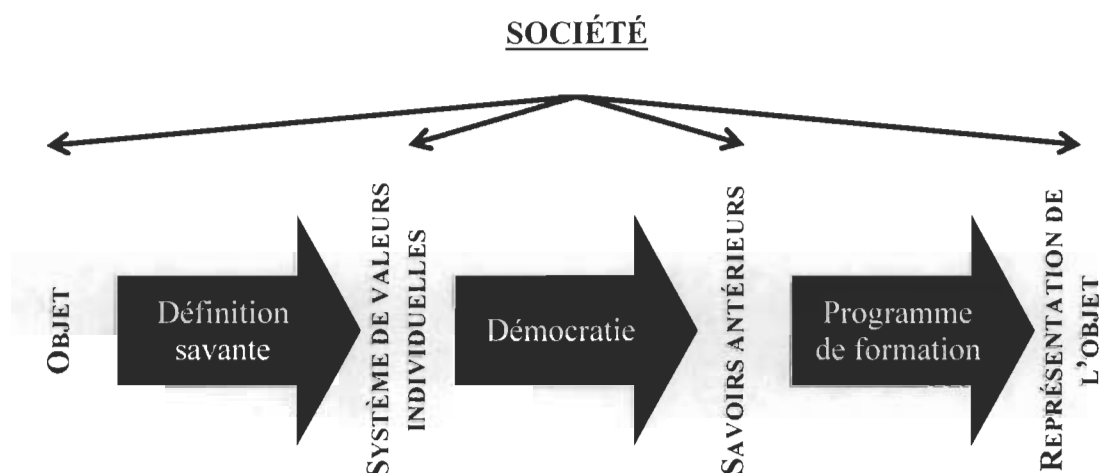 SOCIÉTÉ
OBJET
Définition
savante
SYSTÈME DE VALEURS
INDIVIDUELLES
Démocratie
SAVOIRS ANTÉRIEURS
Programme
de formation
REPRÉSENTATION DE
L'OBJET